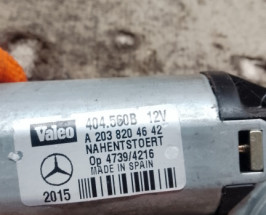 Valeo 404.560B 12V
A 203 820 46 42
NAHENTSTOERT
Op 4739/4216
MADE IN SPAIN
2015